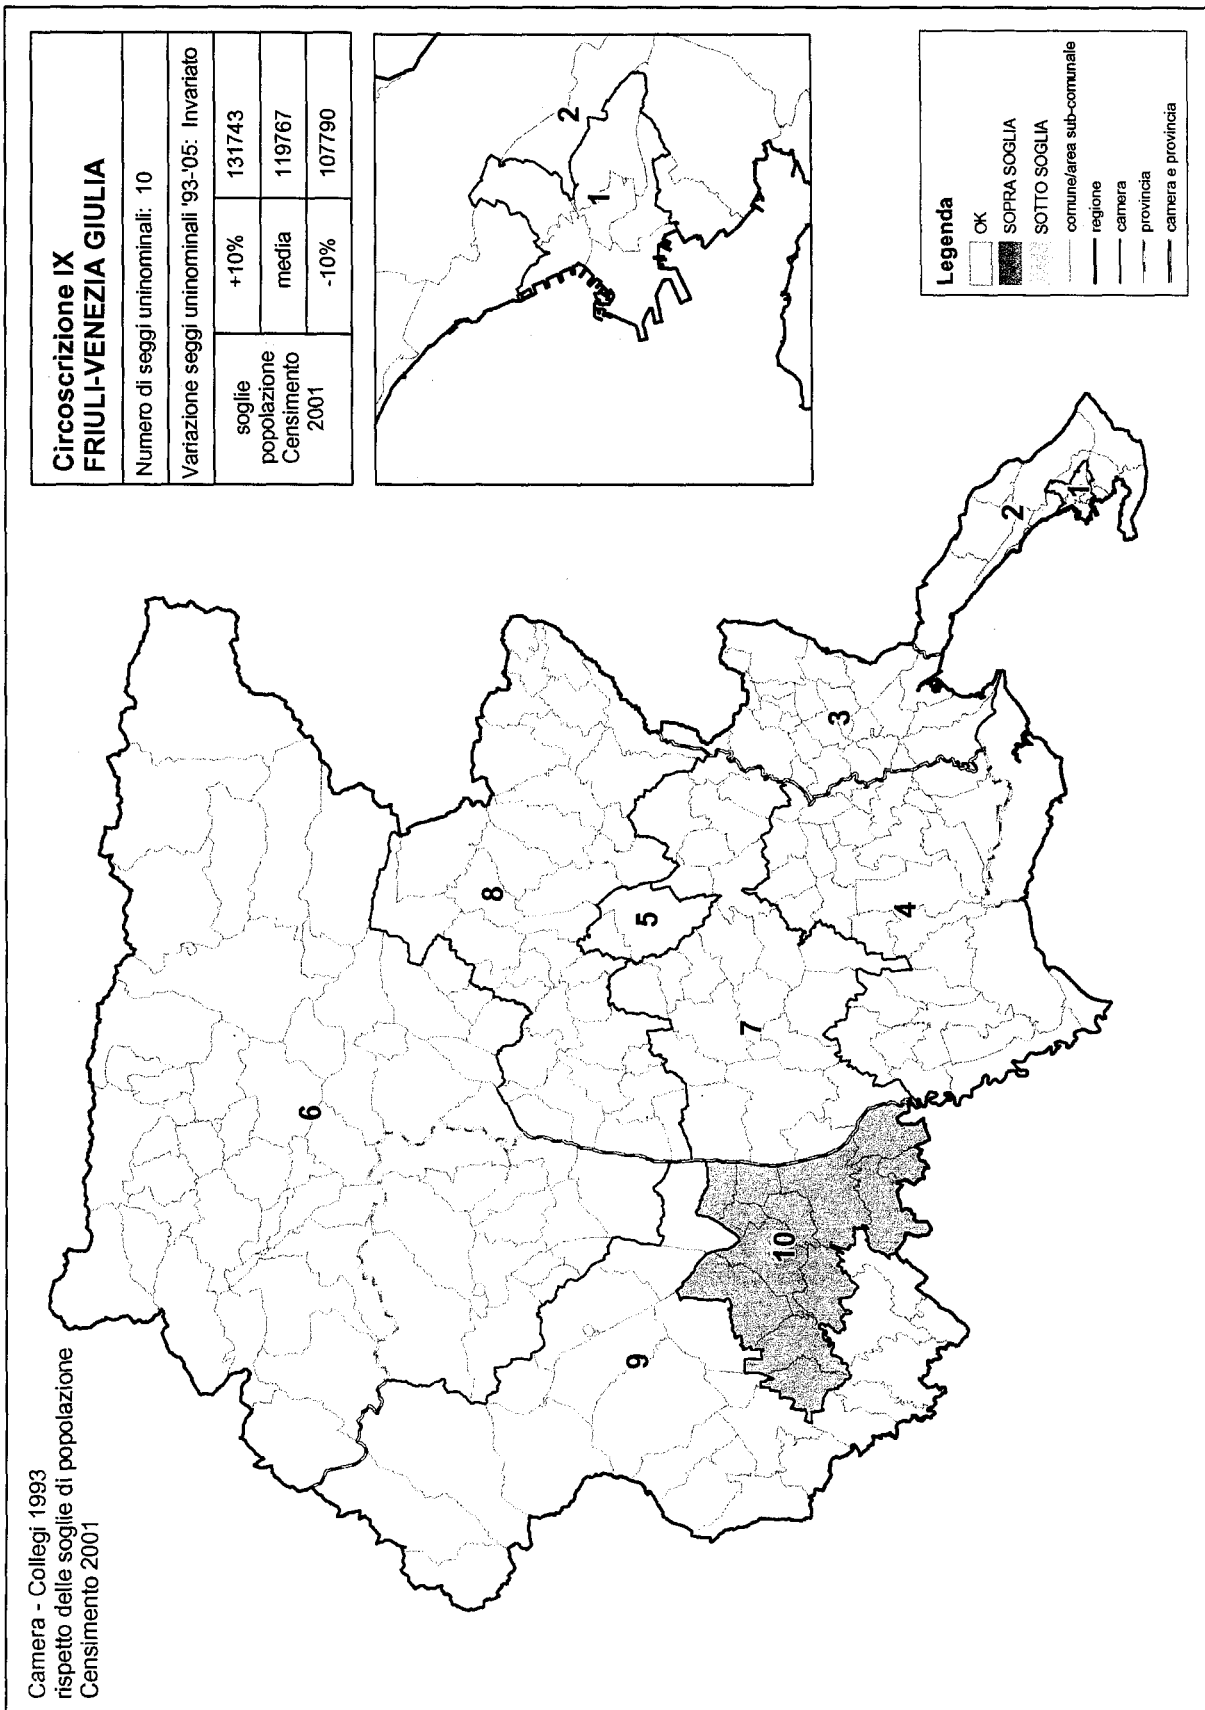 Camera - Collegi 1993
rispetto delle soglie di popolazione
Censimento 2001
Circoscrizione IX
FRIULI-VENEZIA GIULIA
Numero di seggi uninominali: 10
Variazione seggi uninominali '93-'05: Invariato
soglie
popolazione
Censimento
2001
+10%
131743
media
119767
-10%
107790
1
2
6
8
5
3
4
7
9
10
2
1
Legenda
OK
SOPRA SOGLIA
SOTTO SOGLIA
comune/area sub-comunale
regione
camera
provincia
camera e provincia